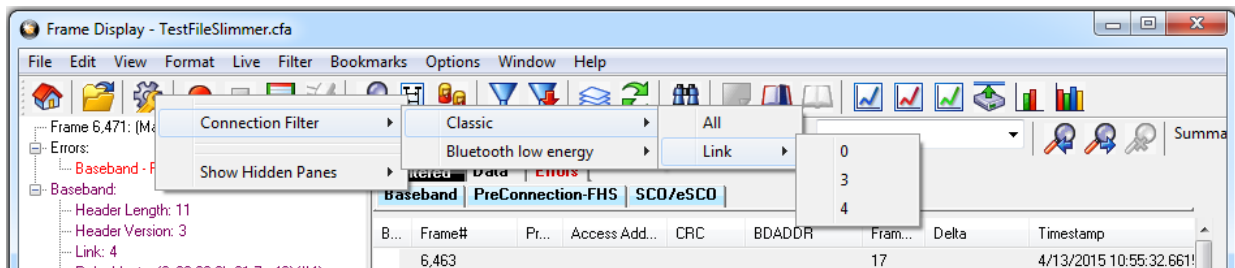 Frame Display - TestFileSlimmer.cfa
File Edit View Format Live Filter Bookmarks Options Window Help
Frame 6,471: (Ma
Errors:
Baseband - F
Baseband:
Header Length: 11
Header Version: 3
Link: 4
Connection Filter
Show Hidden Panes
Classic
Bluetooth low energy
All
Link
0
3
4
Summa
Data Errors
Baseband PreConnection-FHS SCO/eSCO
B... Frame# Pr... Access Add... CRC BDADDR Fram... Delta Timestamp
6,463 17 4/13/2015 10:55:32.661